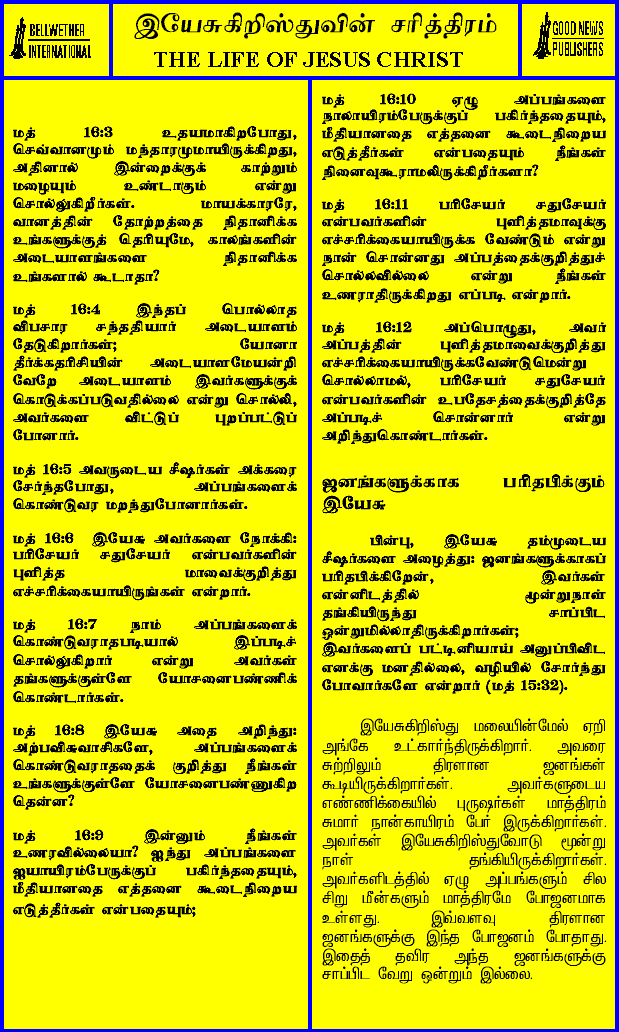 BELLWETHER
INTERNATIONAL
இயேசுகிறிஸ்துவின் சரித்திரம்
THE LIFE OF JESUS CHRIST
GOOD NEWS
PUBLISHERS
மத் 16:3 உதயமாகிறபோது,
செவ்வானமும் மந்தாரமுமாயிருக்கிறது,
அதினால் இன்றைக்குக் காற்றும்
மழையும் உண்டாகும் என்று
சொல்லுகிறீர்கள். மாயக்காரரே,
வானத்தின் தோற்றத்தை நிதானிக்க
உங்களுக்குத் தெரியுமே, காலங்களின்
அடையாளங்களை நிதானிக்க
உங்களால் கூடாதா?
மத் 16:4 இந்தப் பொல்லாத
விபசார சந்ததியார் அடையாளம்
தேடுகிறார்கள்; யோனா
தீர்க்கதரிசியின் அடையாளமேயன்றி
வேறே அடையாளம் இவர்களுக்குக்
கொடுக்கப்படுவதில்லை என்று சொல்லி,
அவர்களை விட்டுப் புறப்பட்டுப்
போனார்.
மத் 16:5 அவருடைய சீஷர்கள் அக்கரை
சேர்ந்தபோது, அப்பங்களைக்
கொண்டுவர மறந்துபோனார்கள்.
மத் 16:6 இயேசு அவர்களை நோக்கி:
பரிசேயர் சதுசேயர் என்பவர்களின்
புளித்த மாவைக்குறித்து
எச்சரிக்கையாயிருங்கள் என்றார்.
மத் 16:7 நாம் அப்பங்களைக்
கொண்டுவராதபடியால் இப்படிச்
சொல்லுகிறார் என்று அவர்கள்
தங்களுக்குள்ளே யோசனைபண்ணிக்
கொண்டார்கள்.
மத் 16:8 இயேசு அதை அறிந்து:
அற்பவிசுவாசிகளே, அப்பங்களைக்
கொண்டுவராததைக் குறித்து நீங்கள்
உங்களுக்குள்ளே யோசனைபண்ணுகிற
தென்ன?
மத் 16:9 இன்னும் நீங்கள்
உணரவில்லையா? ஐந்து அப்பங்களை
ஐயாயிரம்பேருக்குப் பகிர்ந்ததையும்,
மீதியானதை எத்தனை கூடைநிறைய
எடுத்தீர்கள் என்பதையும்;
மத் 16:10 ஏழு அப்பங்களை
நாலாயிரம்பேருக்குப் பகிர்ந்ததையும்,
மீதியானதை எத்தனை கூடைநிறைய
எடுத்தீர்கள் என்பதையும் நீங்கள்
நினைவுகூராமலிருக்கிறீர்களா?
மத் 16:11 பரிசேயர் சதுசேயர்
என்பவர்களின் புளித்தமாவுக்கு
எச்சரிக்கையாயிருக்க வேண்டும் என்று
நான் சொன்னது அப்பத்தைக்குறித்துச்
சொல்லவில்லை என்று நீங்கள்
உணராதிருக்கிறது எப்படி என்றார்.
மத் 16:12 அப்பொழுது, அவர்
அப்பத்தின் புளித்தமாவைக்குறித்து
எச்சரிக்கையாயிருக்கவேண்டுமென்று
சொல்லாமல், பரிசேயர் சதுசேயர்
என்பவர்களின் உபதேசத்தைக்குறித்தே
அப்படிச் சொன்னார் என்று
அறிந்துகொண்டார்கள்.
ஜனங்களுக்காக பரிதபிக்கும்
இயேசு
பின்பு, இயேசு தம்முடைய
சீஷர்களை அழைத்து: ஜனங்களுக்காகப்
பரிதபிக்கிறேன், இவர்கள்
என்னிடத்தில் மூன்றுநாள்
தங்கியிருந்து சாப்பிட
ஒன்றுமில்லாதிருக்கிறார்கள்;
இவர்களைப் பட்டினியாய் அனுப்பிவிட
எனக்கு மனதில்லை, வழியில் சோர்ந்து
போவார்களே என்றார் (மத் 15:32).
இயேசுகிறிஸ்து மலையின்மேல் ஏறி
அங்கே உட்கார்ந்திருக்கிறார். அவரை
சுற்றிலும் திரளான ஜனங்கள்
கூடியிருக்கிறார்கள். அவர்களுடைய
எண்ணிக்கையில் புருஷர்கள் மாத்திரம்
சுமார் நான்காயிரம் பேர் இருக்கிறார்கள்.
அவர்கள் இயேசுகிறிஸ்துவோடு மூன்று
நாள் தங்கியிருக்கிறார்கள்.
அவர்களிடத்தில் ஏழு அப்பங்களும் சில
சிறு மீன்களும் மாத்திரமே போஜனமாக
உள்ளது. இவ்வளவு திரளான
ஜனங்களுக்கு இந்த போஜனம் போதாது.
இதைத் தவிர அந்த ஜனங்களுக்கு
சாப்பிட வேறு ஒன்றும் இல்லை.